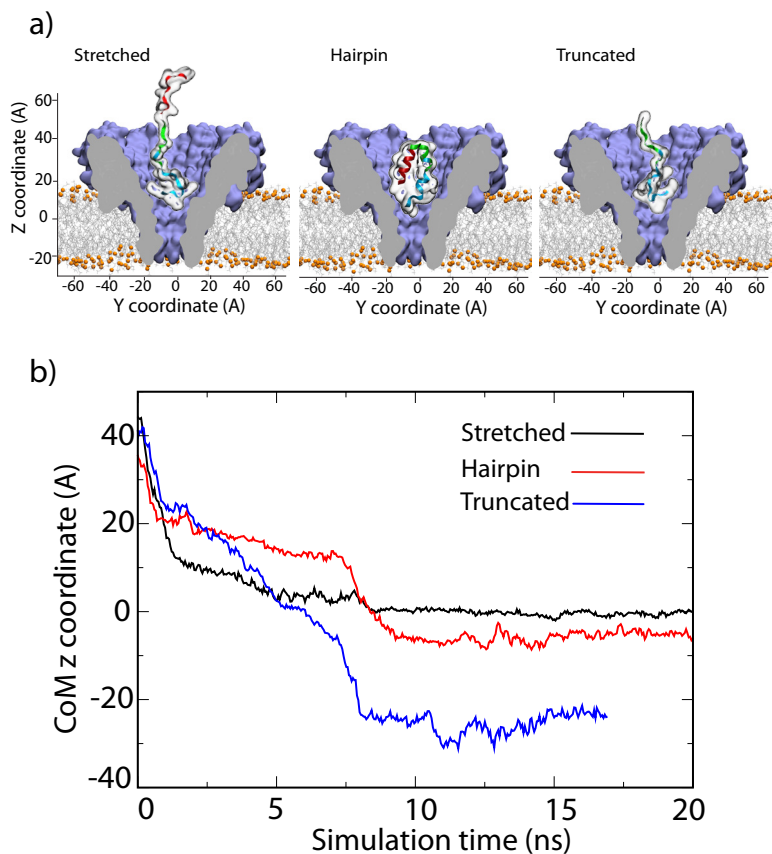 a)
Stretched
Hairpin
Truncated
Z coordinate (A)
60
40
20
0
-20
-60 -40 -20 0 20 40 60
-60 -40 -20 0 20 40 60
-60 -40 -20 0 20 40 60
Y coordinate (A)
Y coordinate (A)
Y coordinate (A)
b)
CoM z coordinate (A)
40
20
0
-20
-40
Stretched
Hairpin
Truncated
0 5 10 15 20
Simulation time (ns)